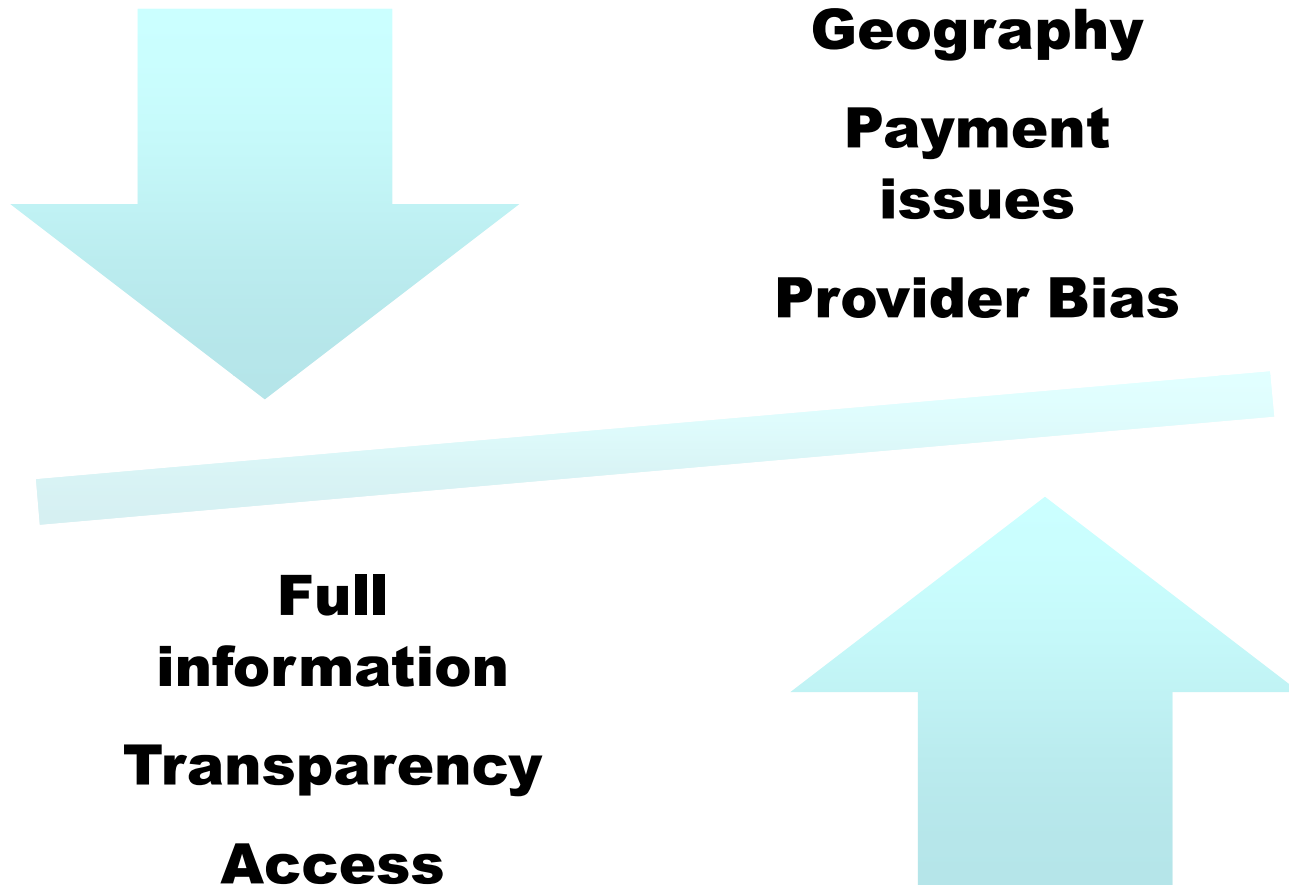 Geography
Payment
issues
Provider Bias
Full
information
Transparency
Access